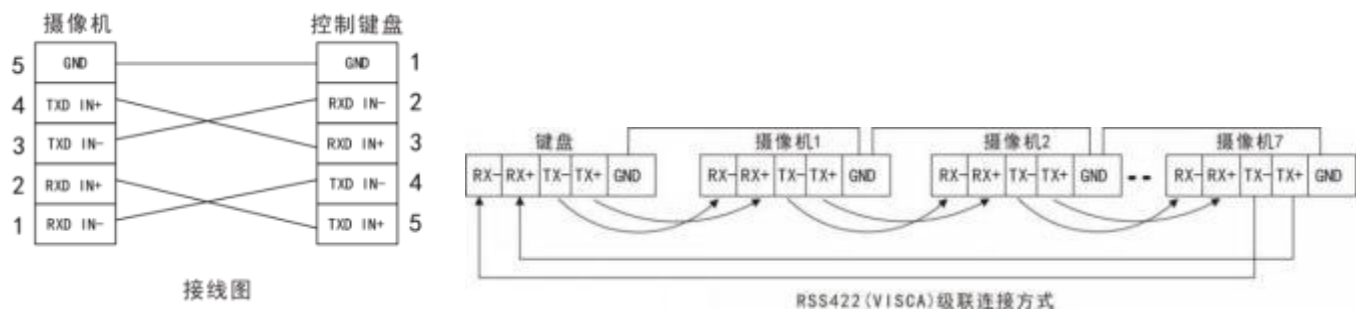 摄像机 控制键盘
5 GND GND 1
4 TXD IN+ RXD IN- 2
3 TXD IN- RXD IN+ 3
2 RXD IN+ TXD IN- 4
1 RXD IN- TXD IN+ 5
接线图
键盘 摄像机1 摄像机2 摄像机7
RX- RX+ TX- TX+ GND RX- RX+ TX- TX+ GND RX- RX+ TX- TX+ GND -- RX- RX+ TX- TX+ GND
RSS422(VISCA)级联连接方式